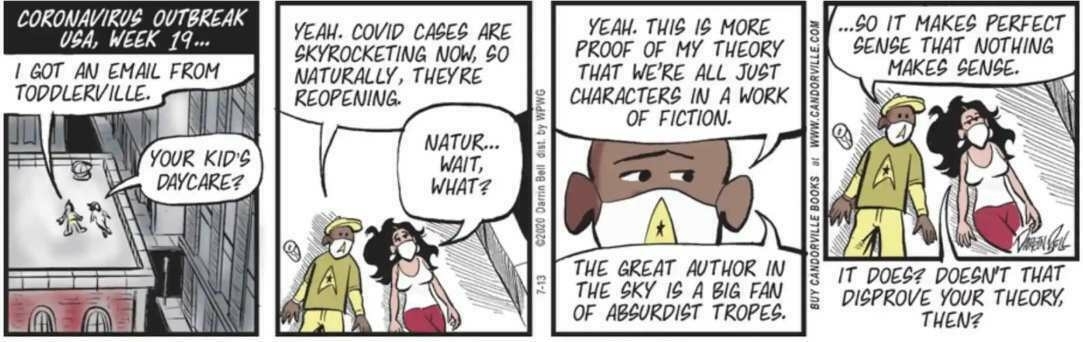 CORONAVIRUS OUTBREAK
USA, WEEK 19...
I GOT AN EMAIL FROM
TODDLERVILLE.
YOUR KID'S
DAYCARE?
YEAH. COVID CASES ARE
SKYROCKETING NOW, SO
NATURALLY, THEY'RE
REOPENING.
NATUR...
WAIT,
WHAT?
7-13 ©2020 Darrin Bell dist. by WPWG
YEAH. THIS IS MORE
PROOF OF MY THEORY
THAT WE'RE ALL JUST
CHARACTERS IN A WORK
OF FICTION.
THE GREAT AUTHOR IN
THE SKY IS A BIG FAN
OF ABSURDIST TROPES.
BUY CANDORVILLE BOOKS at WWW.CANDORVILLE.COM
...SO IT MAKES PERFECT
SENSE THAT NOTHING
MAKES SENSE.
DARRIN BELL
IT DOES? DOESN'T THAT
DISPROVE YOUR THEORY,
THEN?